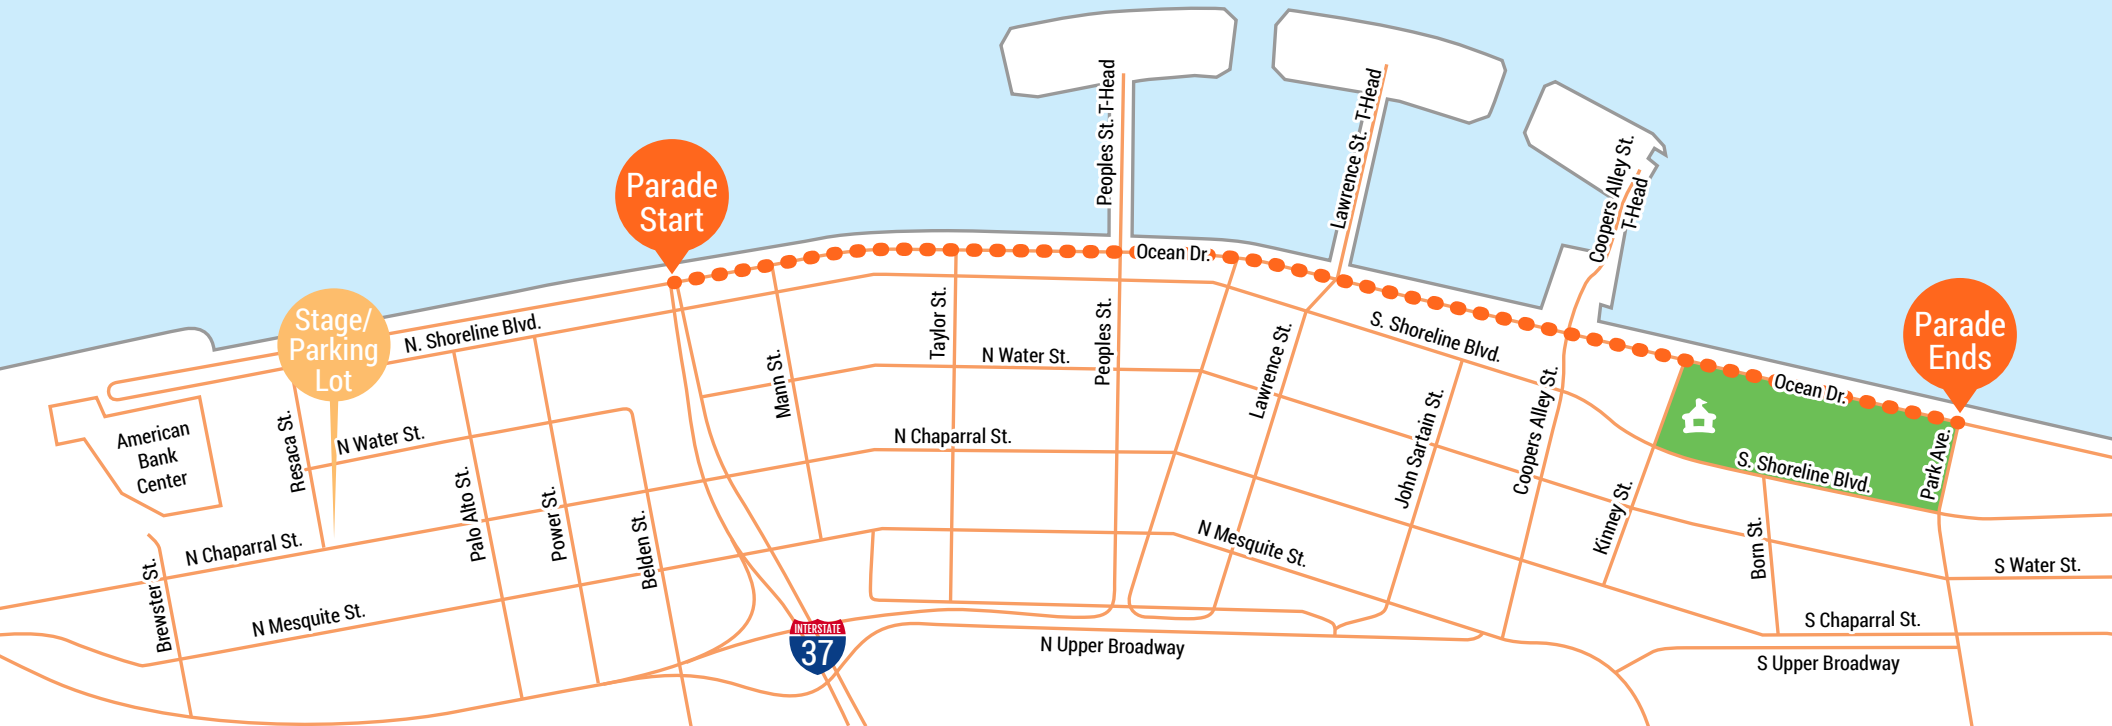 Peoples St. T-Head
Lawrence St. T-Head
Coopers Alley St.
T-Head
Parade
Start
Ocean Dr.
Stage/
Parking
Lot
N. Shoreline Blvd.
Taylor St.
Peoples St.
N Water St.
Mann St.
Lawrence St.
S. Shoreline Blvd.
Parade
Ends
Ocean Dr.
American
Bank
Center
Resaca St.
N Water St.
N Chaparral St.
John Sartain St.
Coopers Alley St.
Kinney St.
S. Shoreline Blvd.
Park Ave.
Palo Alto St.
Power St.
Belden St.
N Chaparral St.
Brewster St.
N Mesquite St.
N Mesquite St.
Born St.
S Water St.
S Chaparral St.
INTERSTATE
37
N Upper Broadway
S Upper Broadway